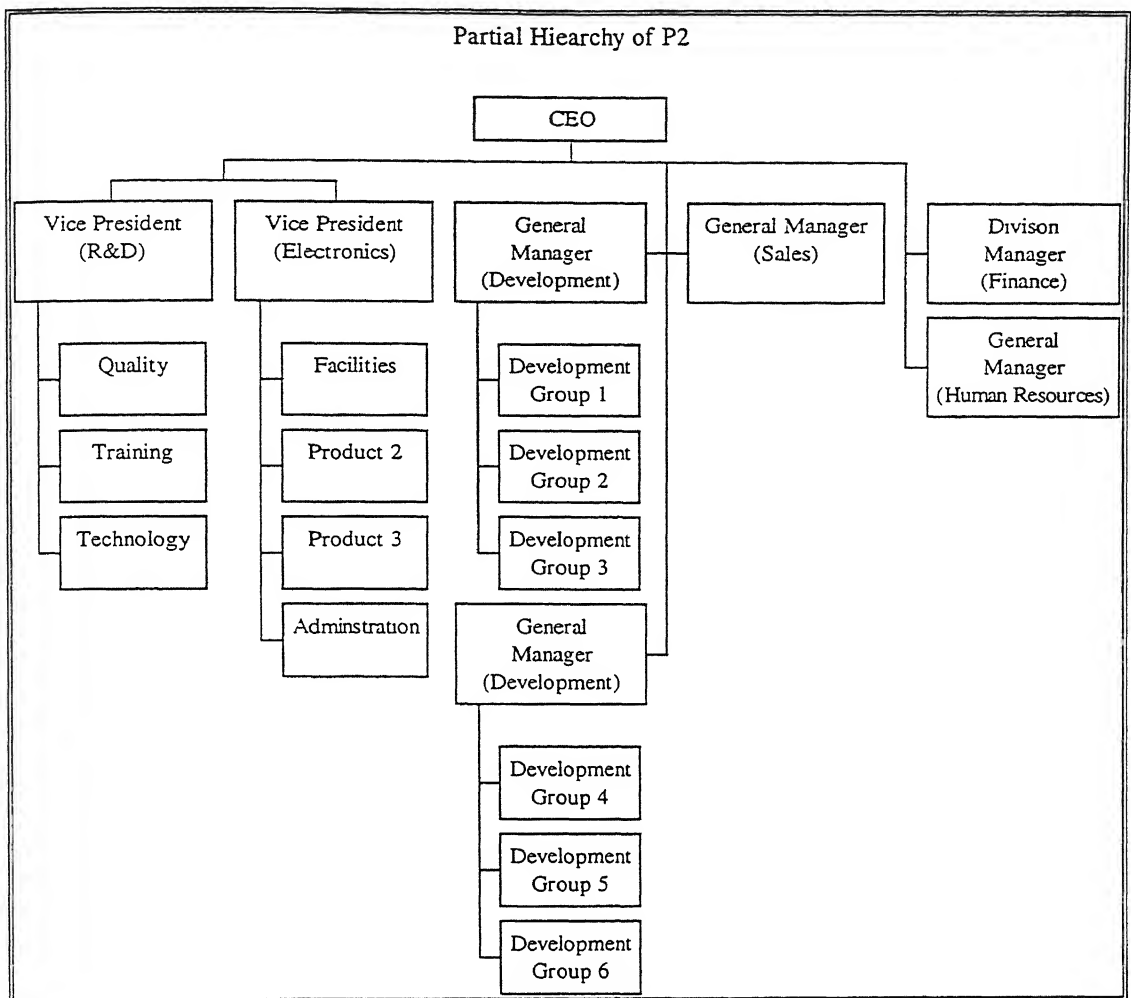 Partial Hiearchy of P2
CEO
Vice President
(R&D)
Quality
Training
Technology
Vice President
(Electronics)
Facilities
Product 2
Product 3
Adminstration
General
Manager
(Development)
Development
Group 1
Development
Group 2
Development
Group 3
General
Manager
(Development)
Development
Group 4
Development
Group 5
Development
Group 6
General Manager
(Sales)
Divison
Manager
(Finance)
General
Manager
(Human Resources)